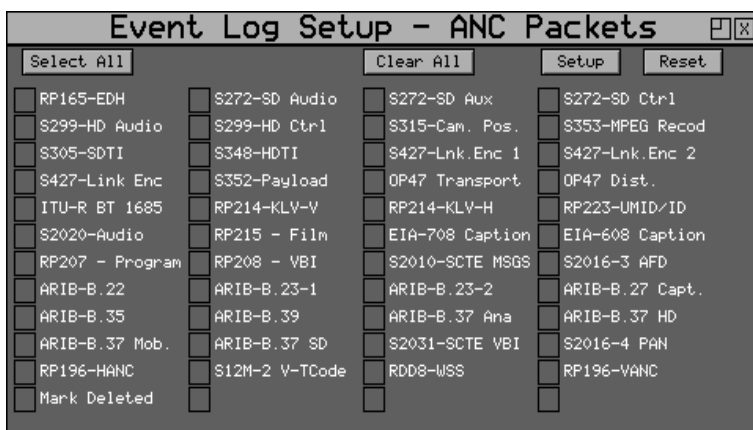 Event Log Setup - ANC Packets
Select All Clear All Setup Reset
RP165-EDH S272-SD Audio S272-SD Aux S272-SD Ctrl
S299-HD Audio S299-HD Ctrl S315-Cam. Pos. S353-MPEG Recod
S305-SDTI S348-HDTI S427-Lnk.Enc 1 S427-Lnk.Enc 2
S427-Link Enc S352-Payload OP47 Transport OP47 Dist.
ITU-R BT 1685 RP214-KLV-V RP214-KLV-H RP223-UMID/ID
S2020-Audio RP215 - Film EIA-708 Caption EIA-608 Caption
RP207 - Program RP208 - VBI S2010-SCTE MSGS S2016-3 AFD
ARIB-B.22 ARIB-B.23-1 ARIB-B.23-2 ARIB-B.27 Capt.
ARIB-B.35 ARIB-B.39 ARIB-B.37 Ana ARIB-B.37 HD
ARIB-B.37 Mob. ARIB-B.37 SD S2031-SCTE VBI S2016-4 PAN
RP196-HANC S12M-2 V-TCode RDD8-WSS RP196-VANC
Mark Deleted